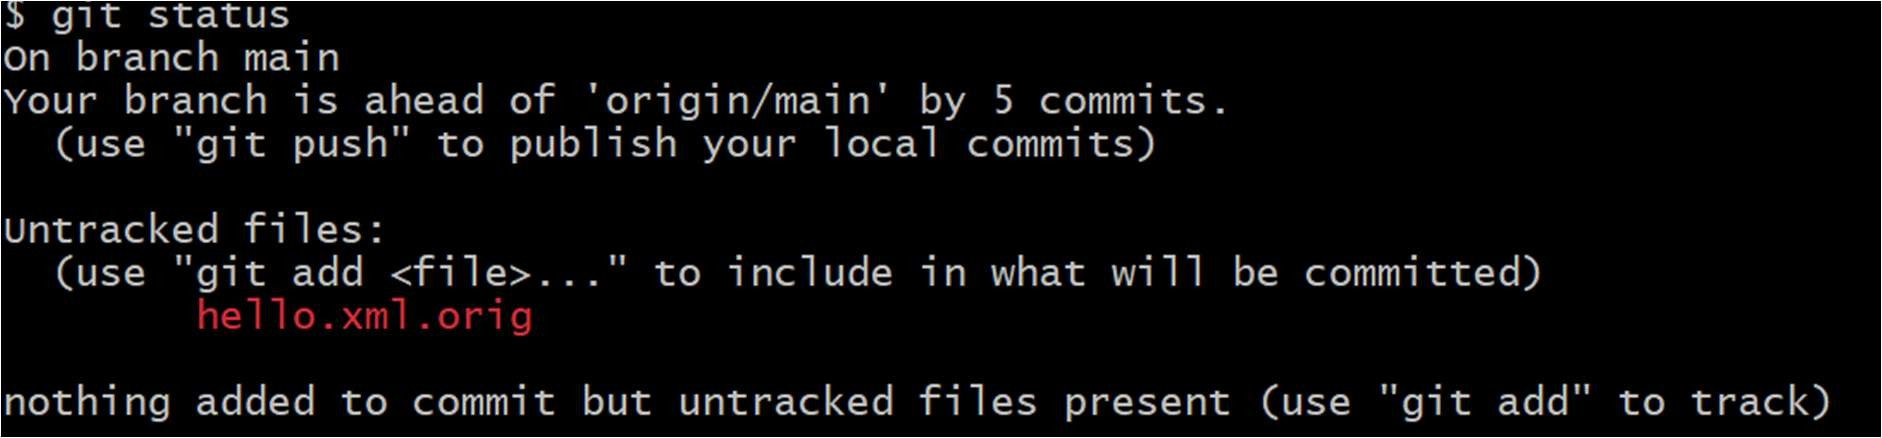 $ git status
On branch main
Your branch is ahead of 'origin/main' by 5 commits.
  (use "git push" to publish your local commits)

Untracked files:
  (use "git add <file>..." to include in what will be committed)
        hello.xml.orig

nothing added to commit but untracked files present (use "git add" to track)